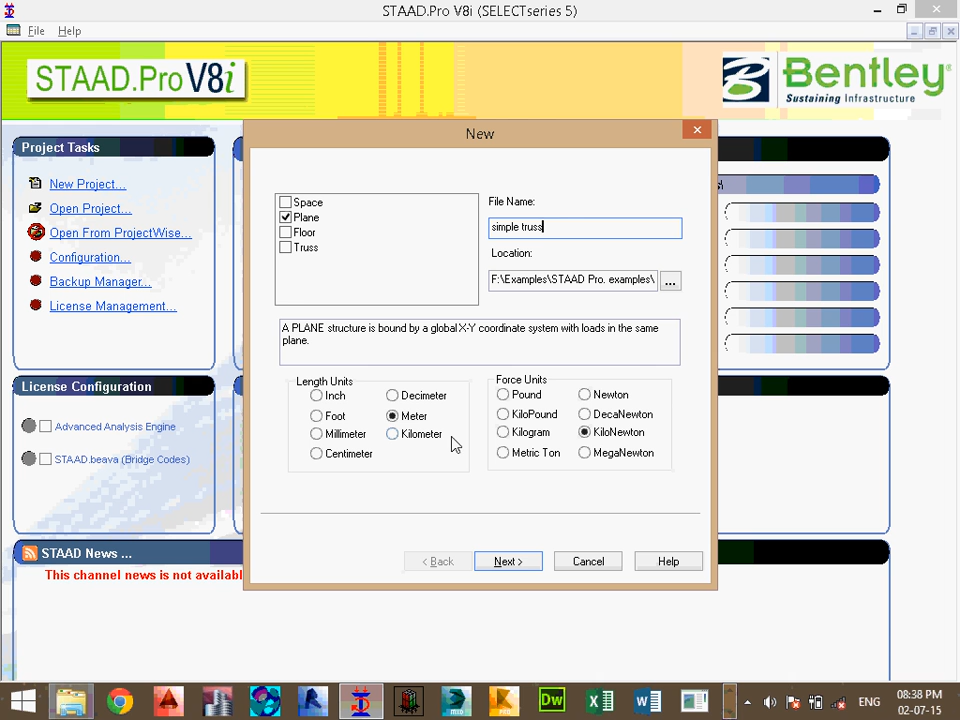 STAAD.Pro V8i (SELECTseries 5)
File Help
STAAD.Pro V8i
Bentley®
Sustaining Infrastructure
New
Project Tasks
New Project...
Open Project...
Open From ProjectWise...
Configuration...
Backup Manager...
License Management...
Space
Plane
Floor
Truss
File Name:
simple truss
Location:
F:\Examples\STAAD Pro. examples\
...
A PLANE structure is bound by a global X-Y coordinate system with loads in the same
plane.
Length Units
Inch
Decimeter
Foot
Meter
Millimeter
Kilometer
Centimeter
Force Units
Pound
Newton
KiloPound
DecaNewton
Kilogram
KiloNewton
Metric Ton
MegaNewton
License Configuration
Advanced Analysis Engine
STAAD.beava (Bridge Codes)
STAAD News ...
This channel news is not availabl
< Back
Next >
Cancel
Help
Dw
ENG
08:38 PM
02-07-15